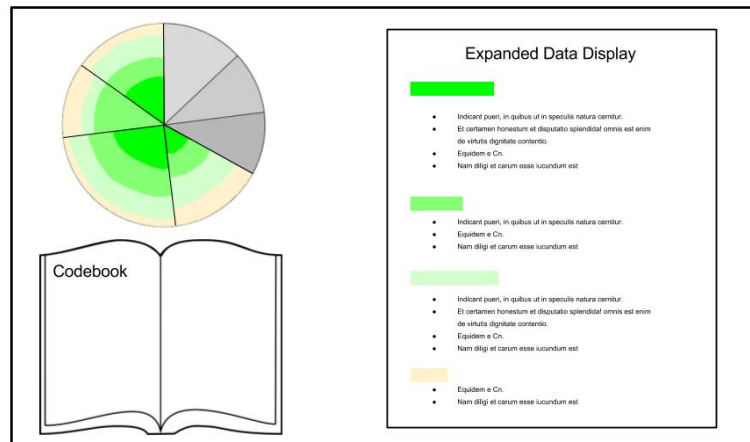 Codebook
Expanded Data Display
• Indicant pueri, in quibus ut in speculis natura cernitur.
• Et certamen honestum et disputatio splendida! omnis est enim
de virtutis dignitate contentio.
• Equidem e Cn.
• Nam diligi et carum esse iucundum est
• Indicant pueri, in quibus ut in speculis natura cernitur.
• Equidem e Cn.
• Nam diligi et carum esse iucundum est
• Indicant pueri, in quibus ut in speculis natura cernitur.
• Et certamen honestum et disputatio splendida! omnis est enim
de virtutis dignitate contentio.
• Equidem e Cn.
• Nam diligi et carum esse iucundum est
• Equidem e Cn.
• Nam diligi et carum esse iucundum est